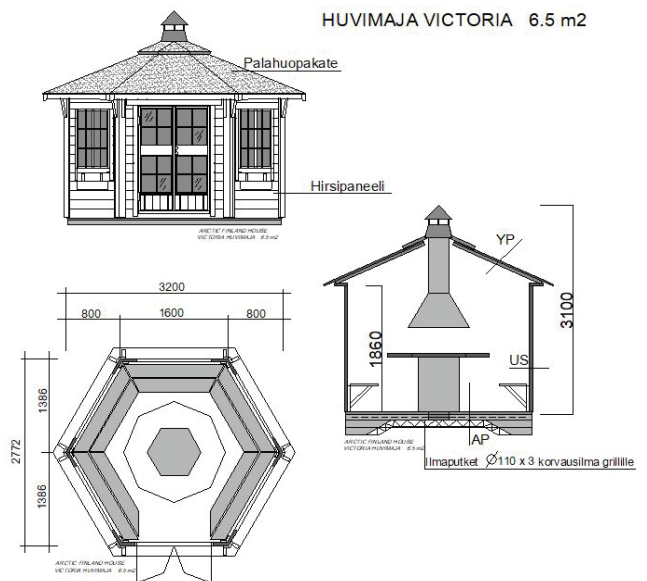 HUVIMAJA VICTORIA 6.5 m2
Palahuopakate
Hirsipaneeli
ARCTIC FINLAND HOUSE
VICTORIA HUVIMAJA 6.5 m2
YP
3100
1860
US
AP
ARCTIC FINLAND HOUSE
VICTORIA HUVIMAJA 6.5 m2
Ilmaputket Ø110 x 3 korvausilma grillille
3200
800 1600 800
1386
2772
1386
ARCTIC FINLAND HOUSE
VICTORIA HUVIMAJA 6.5 m2